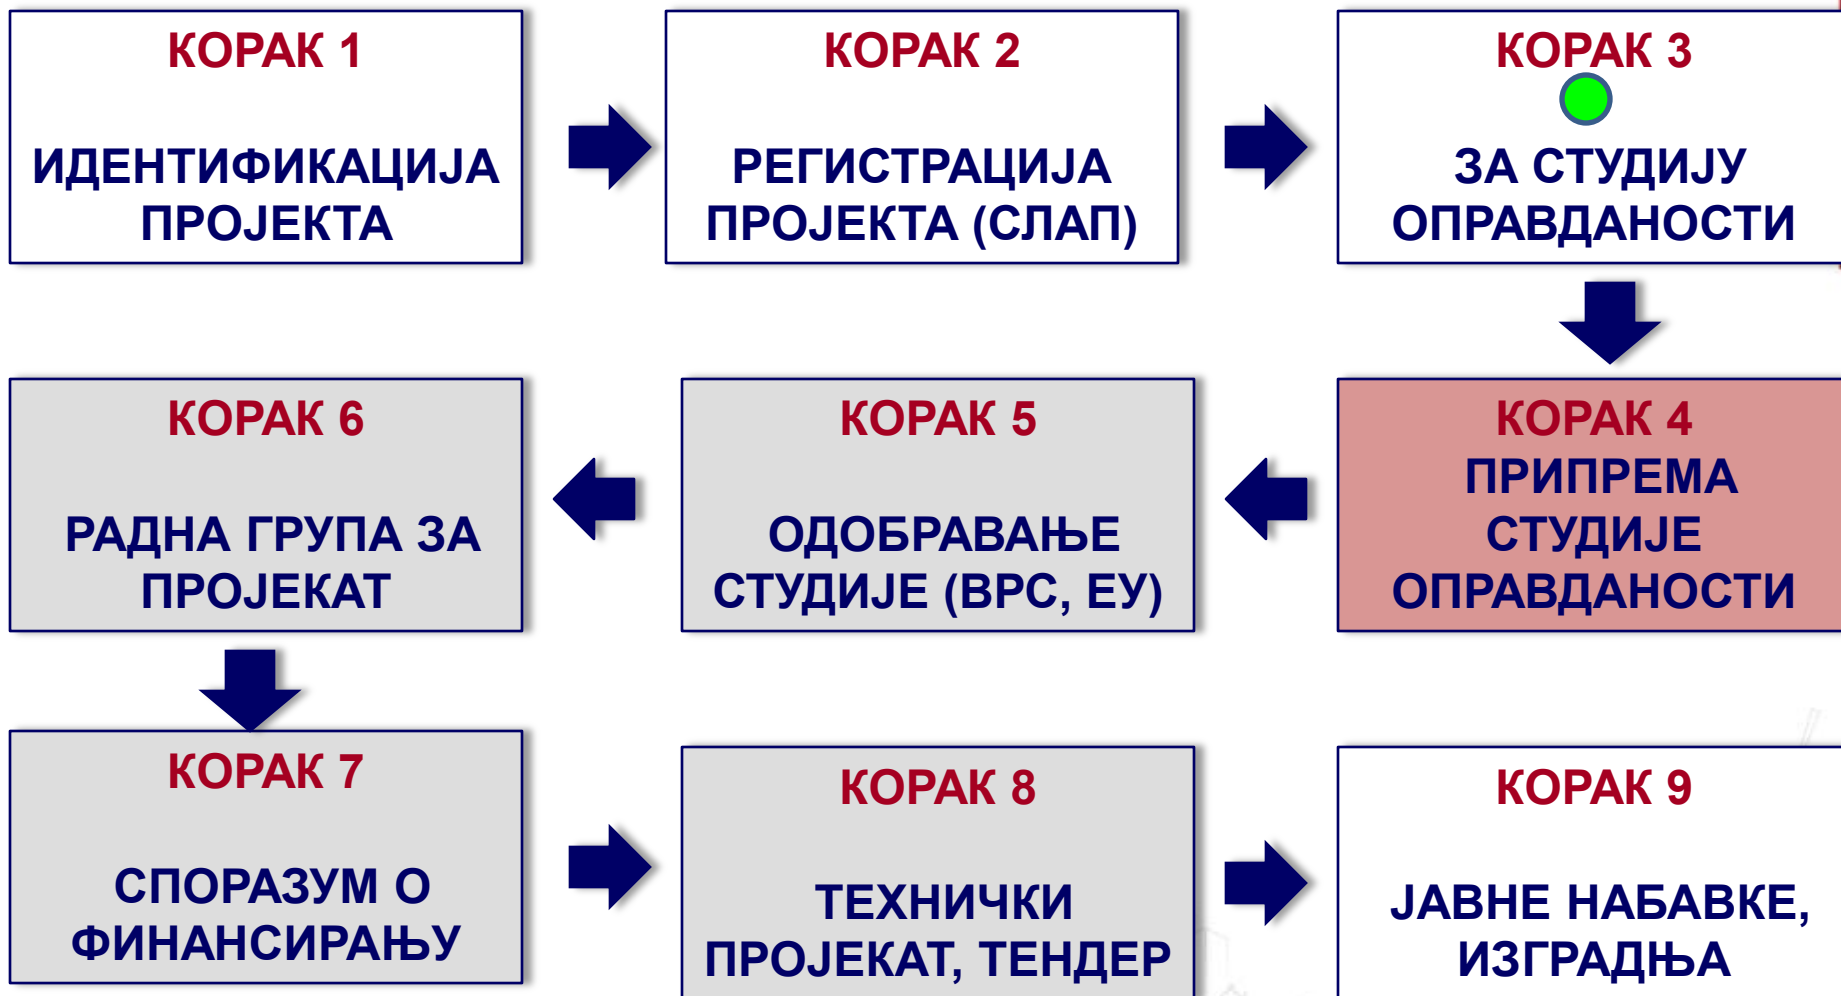 КОРАК 1
ИДЕНТИФИКАЦИЈА
ПРОЈЕКТА
КОРАК 2
РЕГИСТРАЦИЈА
ПРОЈЕКТА (СЛАП)
КОРАК 3
ЗА СТУДИЈУ
ОПРАВДАНОСТИ
КОРАК 6
РАДНА ГРУПА ЗА
ПРОЈЕКАТ
КОРАК 5
ОДОБРАВАЊЕ
СТУДИЈЕ (ВРС, ЕУ)
КОРАК 4
ПРИПРЕМА
СТУДИЈЕ
ОПРАВДАНОСТИ
КОРАК 7
СПОРАЗУМ О
ФИНАНСИРАЊУ
КОРАК 8
ТЕХНИЧКИ
ПРОЈЕКАТ, ТЕНДЕР
КОРАК 9
ЈАВНЕ НАБАВКЕ,
ИЗГРАДЊА